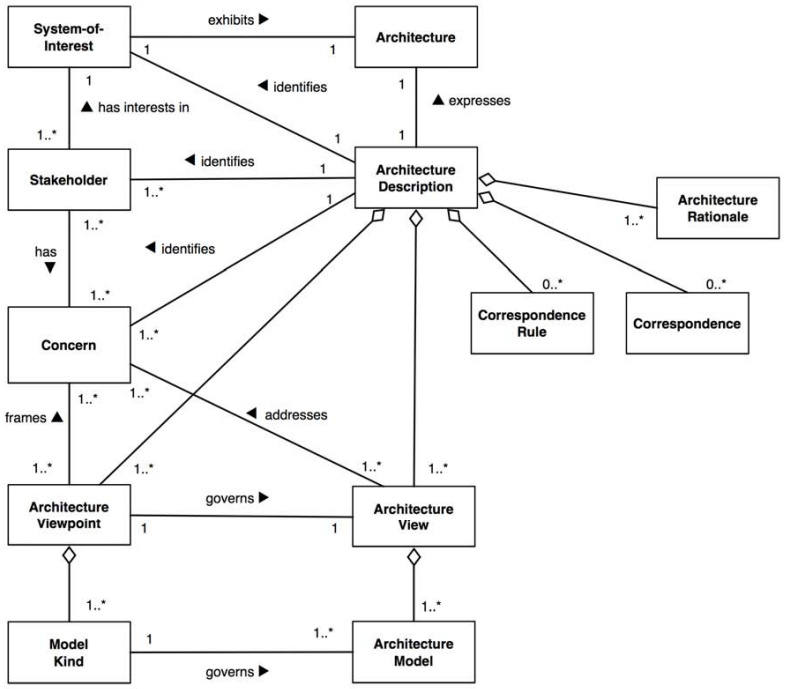 exhibits ▶
System-of-
Interest
Architecture
1
1
1
1
◀ identifies
▲ has interests in
▲ expresses
1..*
1
1
Stakeholder
◀ identifies
1
1..*
Architecture
Description
Architecture
Rationale
1..*
1..*
1
has
▼
◀ identifies
1..*
1..*
0..*
0..*
Concern
Correspondence
Rule
Correspondence
1..*
1..*
frames ▲
◀ addresses
1..*
1..*
1..*
1..*
Architecture
Viewpoint
governs ▶
1
1
Architecture
View
1..*
1..*
Model
Kind
1
1..*
governs ▶
Architecture
Model